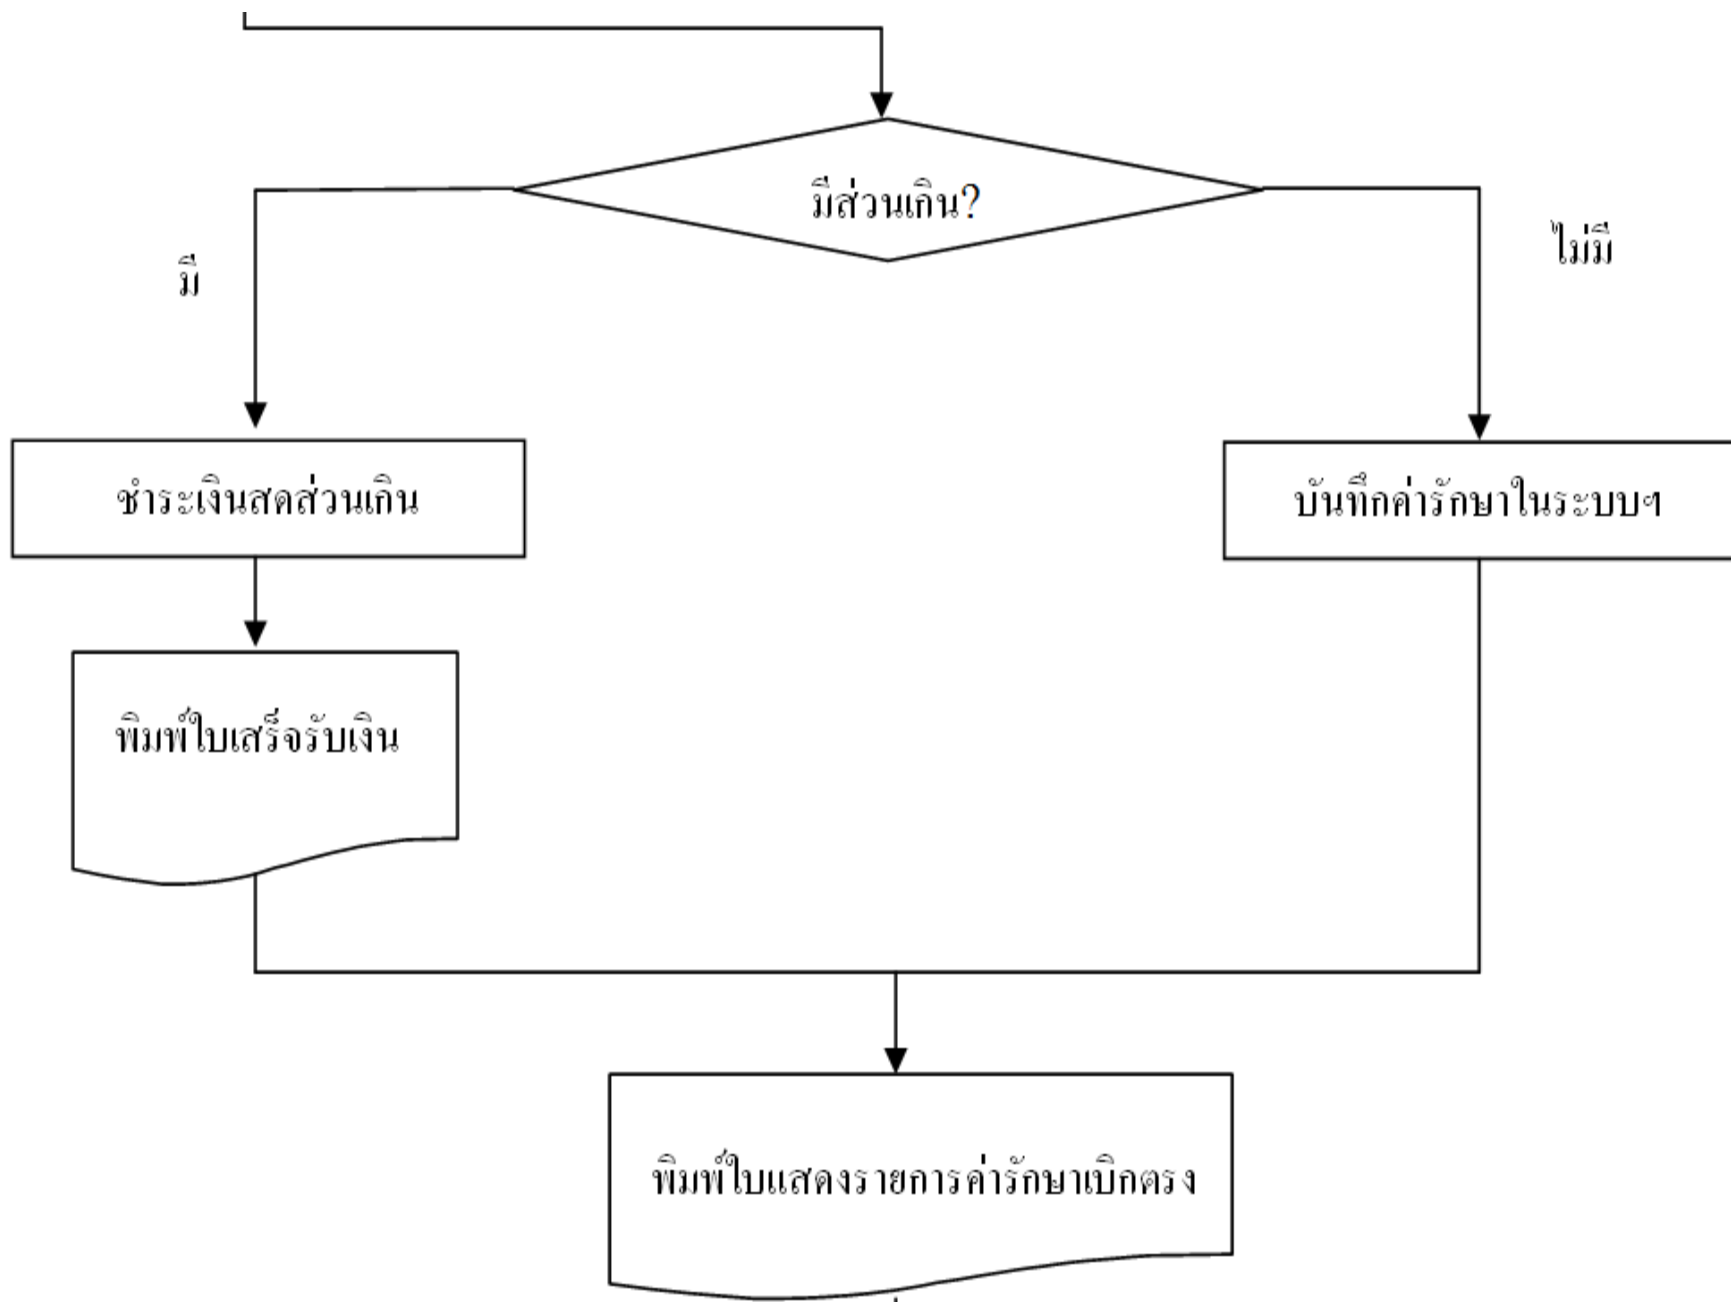 มีส่วนเกิน?
มี
ไม่มี
ชำระเงินสดส่วนเกิน
บันทึกค่ารักษาในระบบฯ
พิมพ์ใบเสร็จรับเงิน
พิมพ์ใบแสดงรายการค่ารักษาเบิกตรง